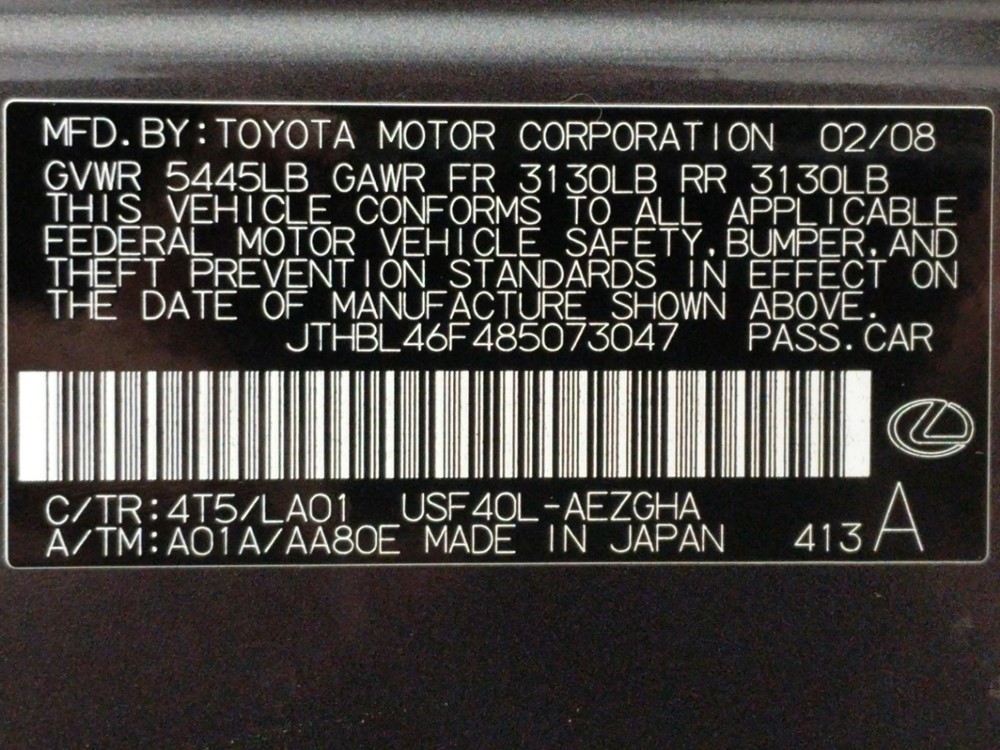 MFD.BY:TOYOTA MOTOR CORPORATION 02/08
GVWR 5445LB GAWR FR 3130LB RR 3130LB
THIS VEHICLE CONFORMS TO ALL APPLICABLE
FEDERAL MOTOR VEHICLE SAFETY,BUMPER,AND
THEFT PREVENTION STANDARDS IN EFFECT ON
THE DATE OF MANUFACTURE SHOWN ABOVE.
JTHBL46F485073047 PASS.CAR
C/TR:4T5/LA01 USF40L-AEZGHA
A/TM:A01A/AA80E MADE IN JAPAN 413 A